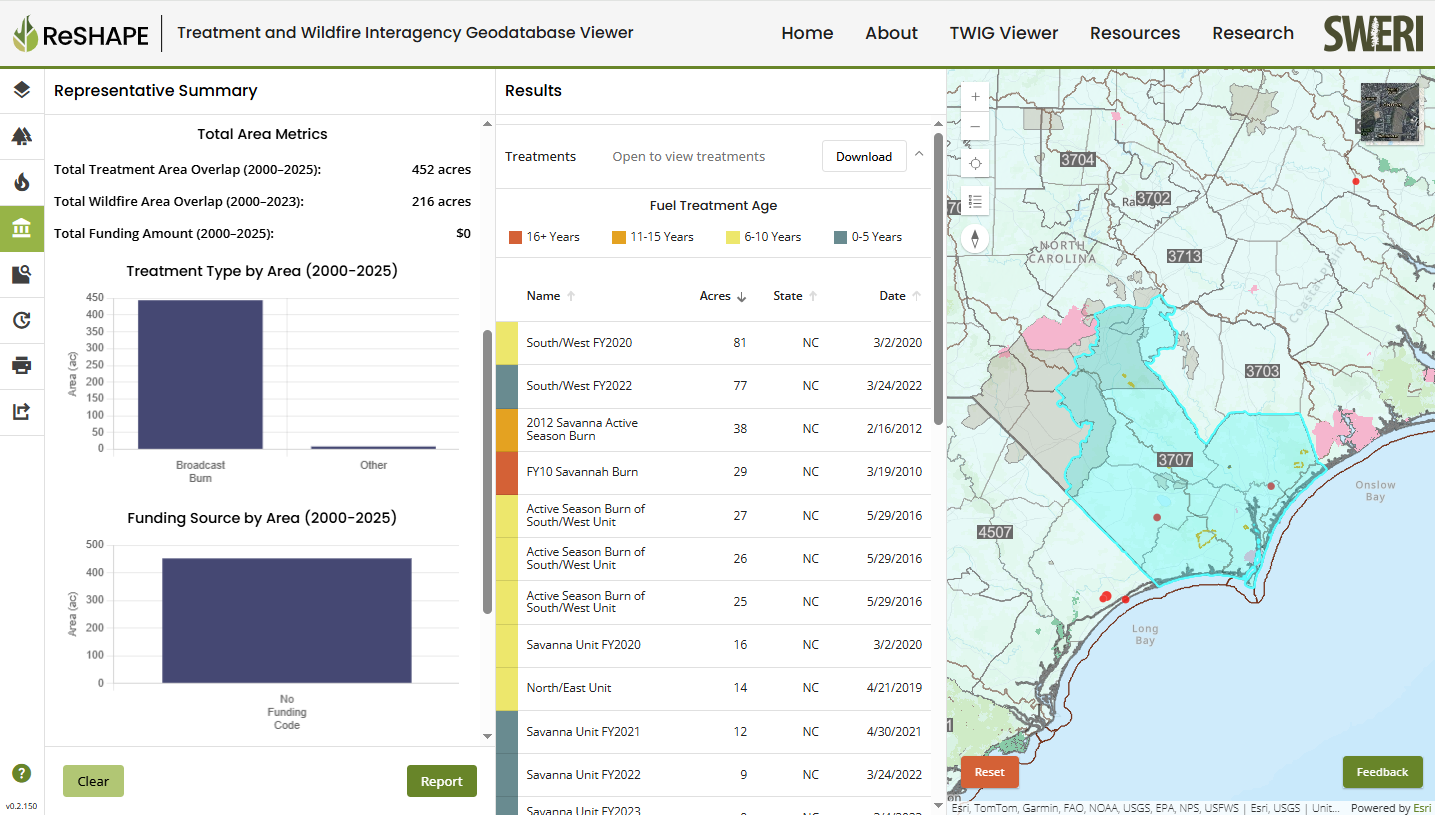 ReSHAPE
Treatment and Wildfire Interagency Geodatabase Viewer
Home
About
TWIG Viewer
Resources
Research
SWERI
Representative Summary
Total Area Metrics
Total Treatment Area Overlap (2000–2025): 452 acres
Total Wildfire Area Overlap (2000–2023): 216 acres
Total Funding Amount (2000–2025): $0
Treatment Type by Area (2000-2025)
450
400
350
300
250
200
150
100
50
0
Area (ac)
Broadcast
Burn
Other
Funding Source by Area (2000-2025)
500
400
300
200
100
0
Area (ac)
No
Funding
Code
Clear
Report
?
v0.2.150
Results
Treatments
Open to view treatments
Download
Fuel Treatment Age
16+ Years
11-15 Years
6-10 Years
0-5 Years
Name Acres State Date
South/West FY2020 81 NC 3/2/2020
South/West FY2022 77 NC 3/24/2022
2012 Savanna Active
Season Burn 38 NC 2/16/2012
FY10 Savannah Burn 29 NC 3/19/2010
Active Season Burn of
South/West Unit 27 NC 5/29/2016
Active Season Burn of
South/West Unit 26 NC 5/29/2016
Active Season Burn of
South/West Unit 25 NC 5/29/2016
Savanna Unit FY2020 16 NC 3/2/2020
North/East Unit 14 NC 4/21/2019
Savanna Unit FY2021 12 NC 4/30/2021
Savanna Unit FY2022 9 NC 3/24/2022
Savanna Unit FY2023
3704
3702
NORTH
CAROLINA
3713
Coastal Plain
3703
3707
4507
Onslow
Bay
Long
Bay
Reset
Feedback
Esri, TomTom, Garmin, FAO, NOAA, USGS, EPA, NPS, USFWS | Esri, USGS | Unit...
Powered by Esri